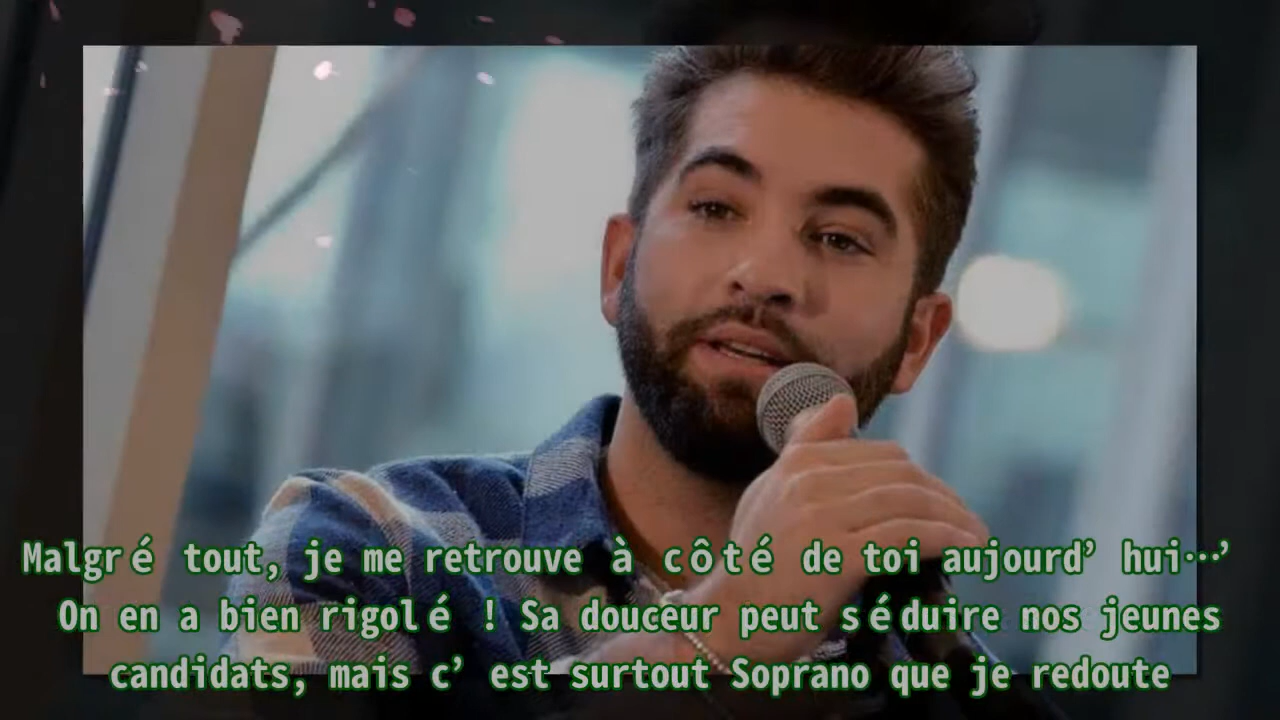 Malgré tout, je me retrouve à côté de toi aujourd’hui…’
On en a bien rigolé ! Sa douceur peut séduire nos jeunes
candidats, mais c’est surtout Soprano que je redoute